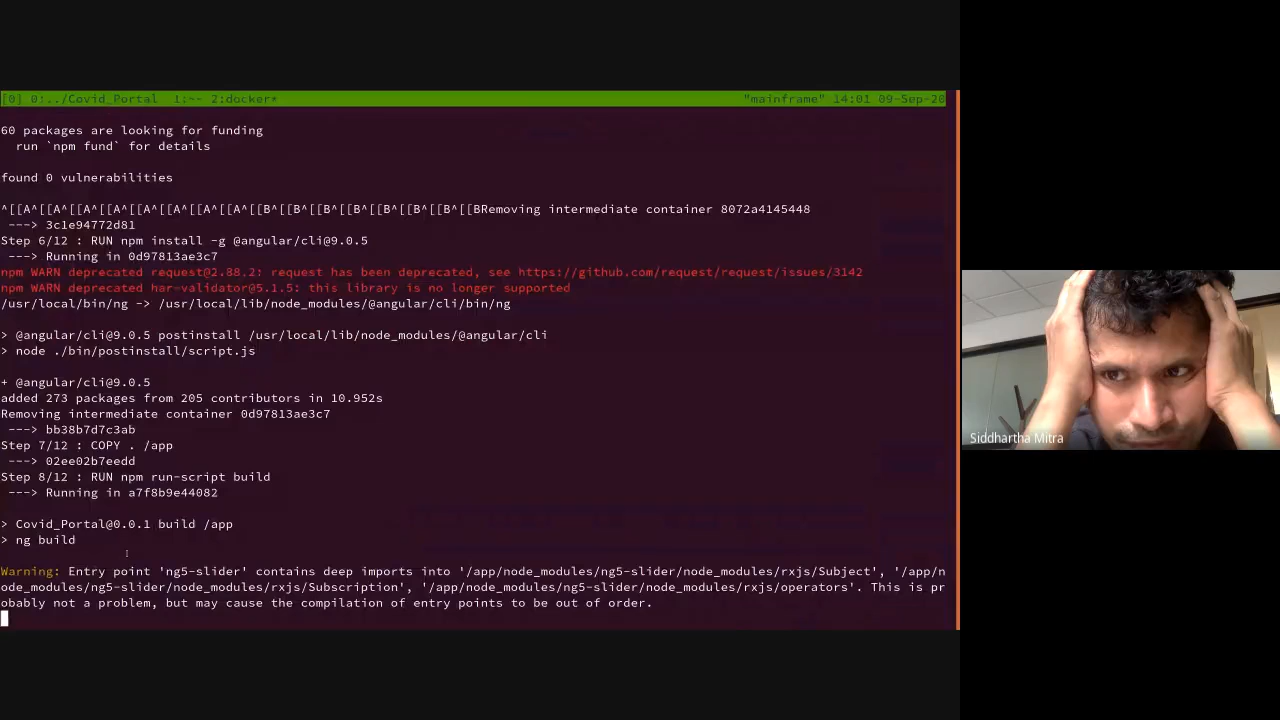 [0] 0:../Covid_Portal 1:~- 2:docker* "mainframe" 14:01 09-Sep-20
60 packages are looking for funding
run `npm fund` for details
found 0 vulnerabilities
^[[A^[[A^[[A^[[A^[[A^[[A^[[A^[[A^[[B^[[B^[[B^[[B^[[B^[[B^[[B^[[BRemoving intermediate container 8072a4145448
---> 3c1e94772d81
Step 6/12 : RUN npm install -g @angular/cli@9.0.5
---> Running in 0d97813ae3c7
npm WARN deprecated request@2.88.2: request has been deprecated, see https://github.com/request/request/issues/3142
npm WARN deprecated har-validator@5.1.5: this library is no longer supported
/usr/local/bin/ng -> /usr/local/lib/node_modules/@angular/cli/bin/ng
> @angular/cli@9.0.5 postinstall /usr/local/lib/node_modules/@angular/cli
> node ./bin/postinstall/script.js
+ @angular/cli@9.0.5
added 273 packages from 205 contributors in 10.952s
Removing intermediate container 0d97813ae3c7
---> bb38b7d7c3ab
Step 7/12 : COPY . /app
---> 02ee02b7eedd
Step 8/12 : RUN npm run-script build
---> Running in a7f8b9e44082
> Covid_Portal@0.0.1 build /app
> ng build
Warning: Entry point 'ng5-slider' contains deep imports into '/app/node_modules/ng5-slider/node_modules/rxjs/Subject', '/app/n
ode_modules/ng5-slider/node_modules/rxjs/Subscription', '/app/node_modules/ng5-slider/node_modules/rxjs/operators'. This is pr
obably not a problem, but may cause the compilation of entry points to be out of order.
Siddhartha Mitra